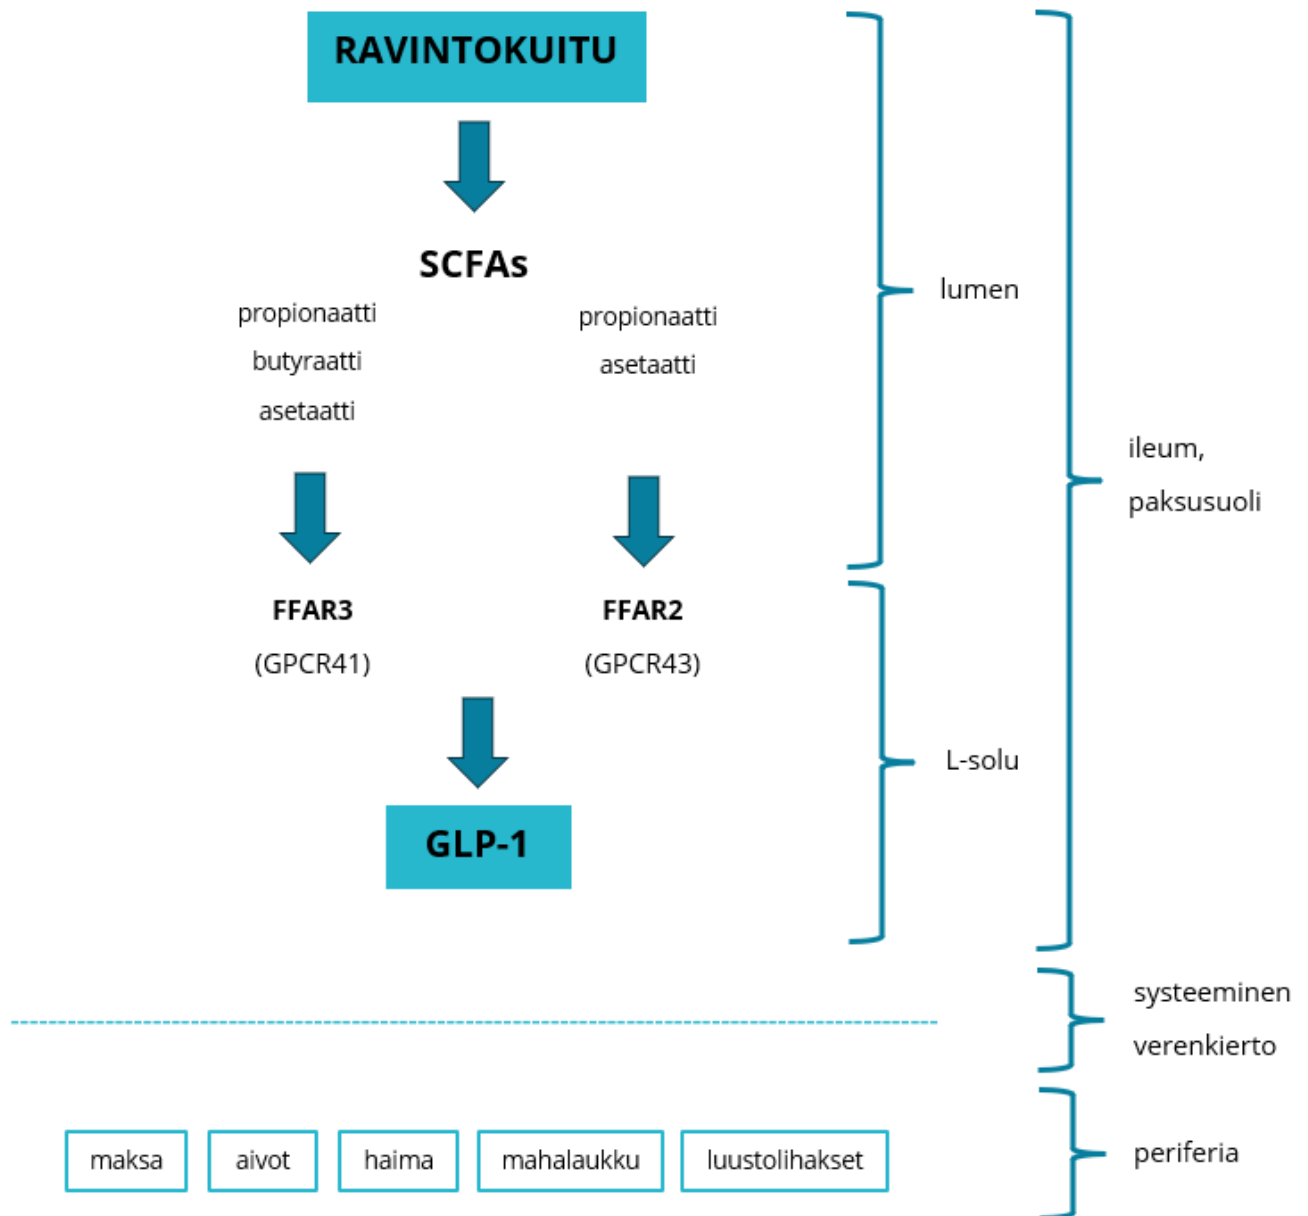 RAVINTOKUITU
SCFAs
propionaatti
butyraatti
asetaatti
propionaatti
asetaatti
lumen
ileum,
paksusuoli
FFAR3
(GPCR41)
FFAR2
(GPCR43)
L-solu
GLP-1
systeeminen
verenkierto
maksa
aivot
haima
mahalaukku
luustolihakset
periferia